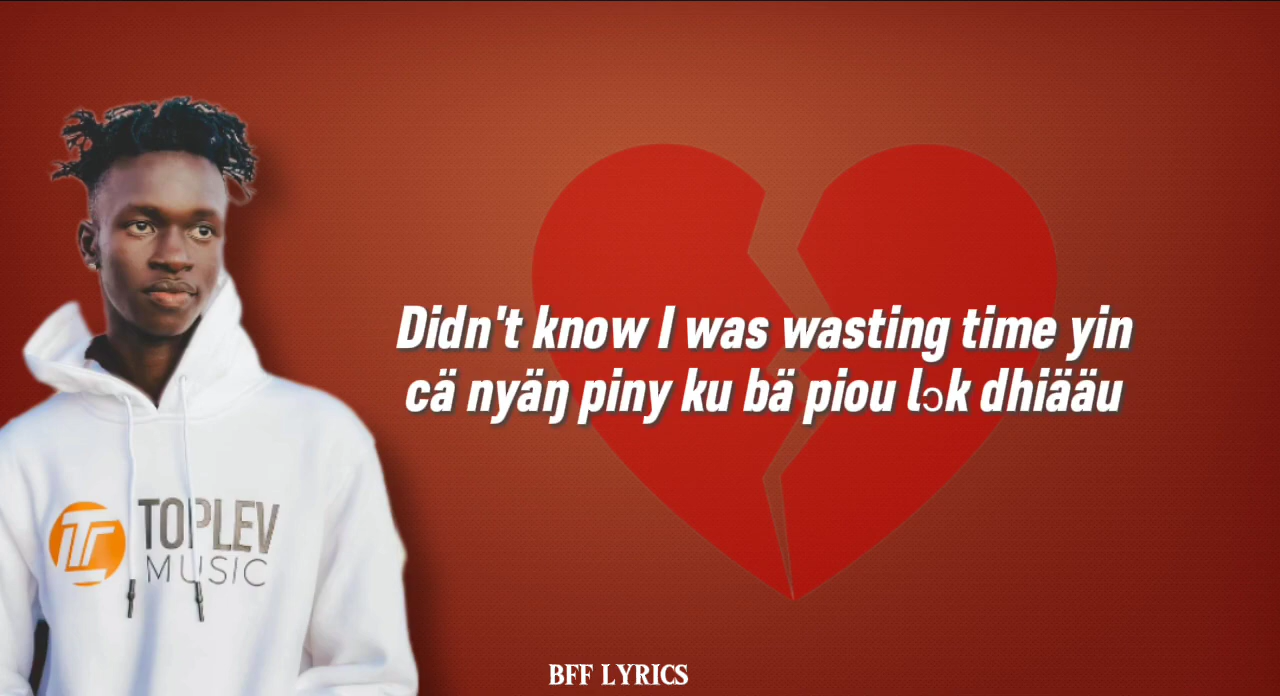 Didn't know I was wasting time yin
cä nyäŋ piny ku bä piou lɔk dhiääu
TOPLEV
MUSIC
BFF LYRICS